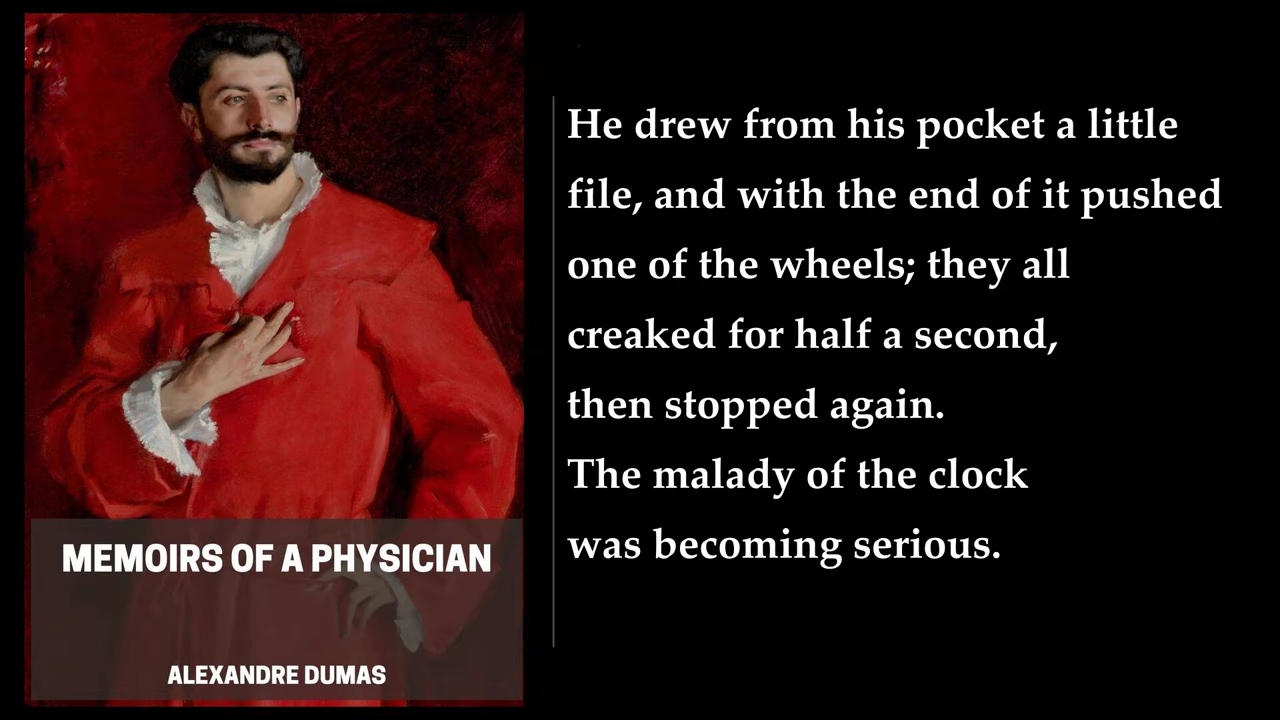 He drew from his pocket a little
file, and with the end of it pushed
one of the wheels; they all
creaked for half a second,
then stopped again.
The malady of the clock
was becoming serious.
MEMOIRS OF A PHYSICIAN
ALEXANDRE DUMAS